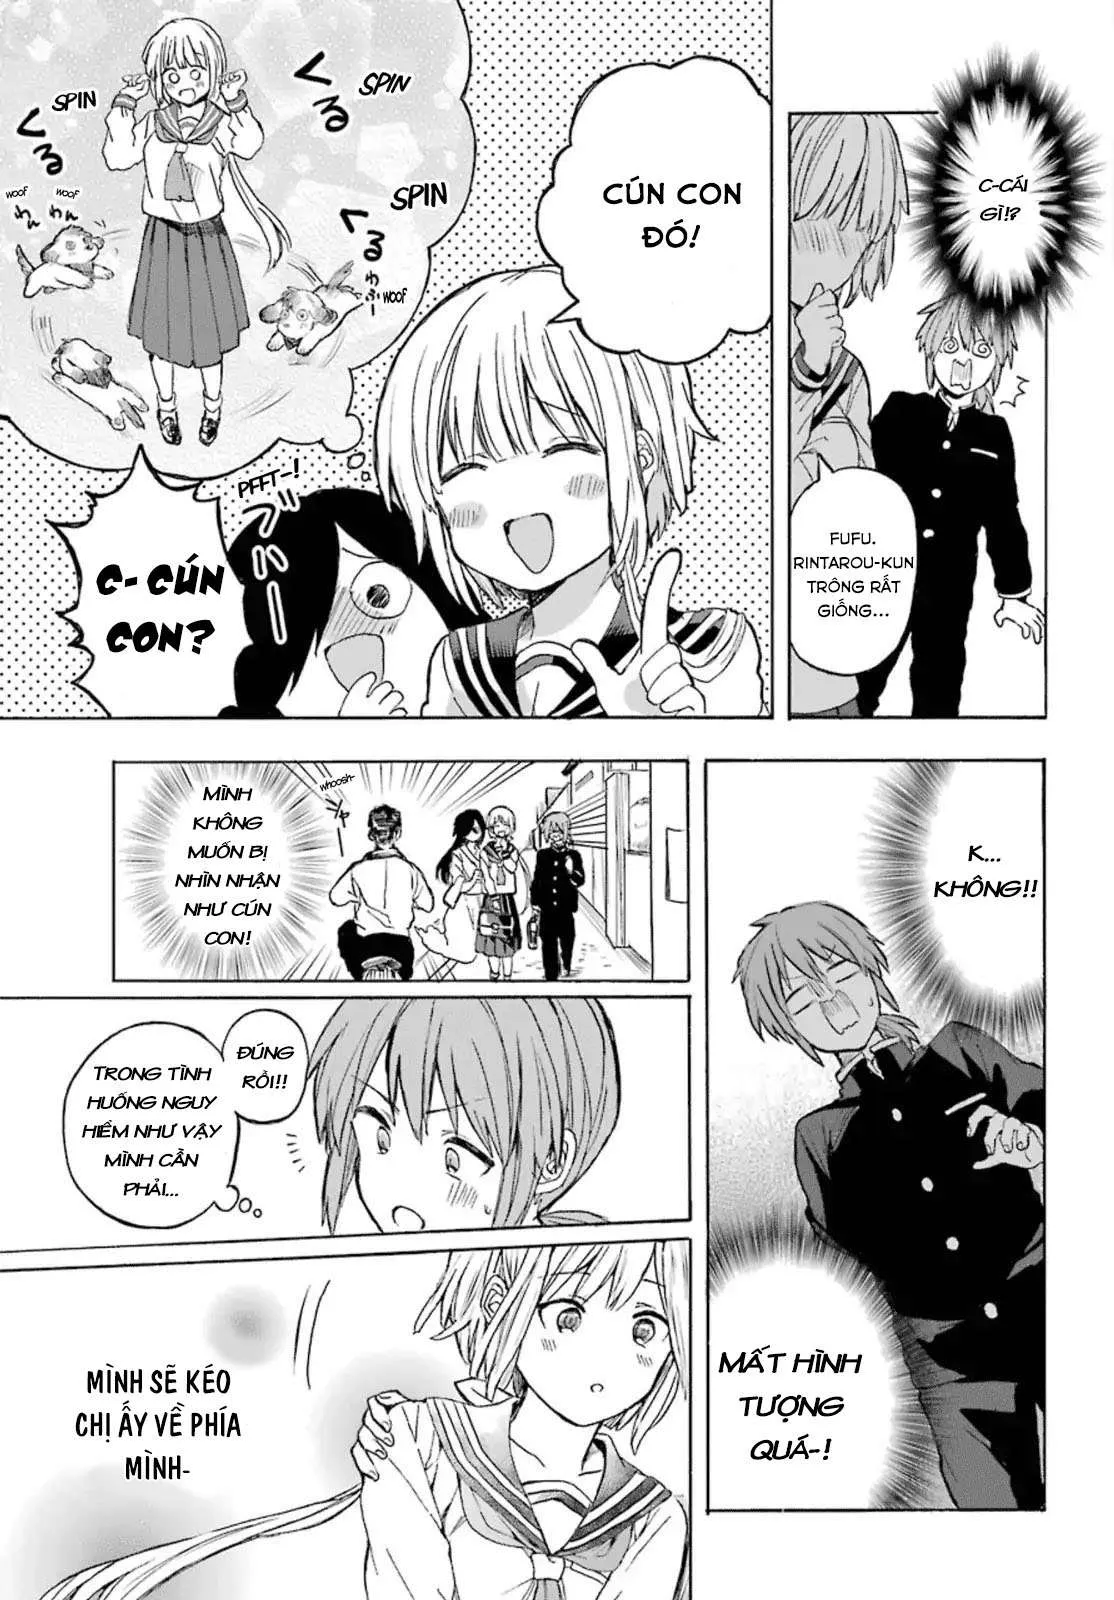 C-CÁI
GÌ!?
FUFU.
RINTAROU-KUN
TRÔNG RẤT
GIỐNG...
CÚN CON
ĐÓ!
SPIN
くる
SPIN
くる
SPIN
くる
woof
わん
woof
わん
woof
わふー
PFFT-!
ブハーッ
C- CÚN
CON?
K...
KHÔNG!!
MẤT HÌNH
TƯỢNG
QUÁ-!
whoosh-
MÌNH
KHÔNG
MUỐN BỊ
NHÌN NHẬN
NHƯ CÚN
CON!
ĐÚNG
RỒI!!
TRONG TÌNH
HUỐNG NGUY
HIỂM NHƯ VẬY
MÌNH CẦN
PHẢI...
MÌNH SẼ KÉO
CHỊ ẤY VỀ PHÍA
MÌNH-